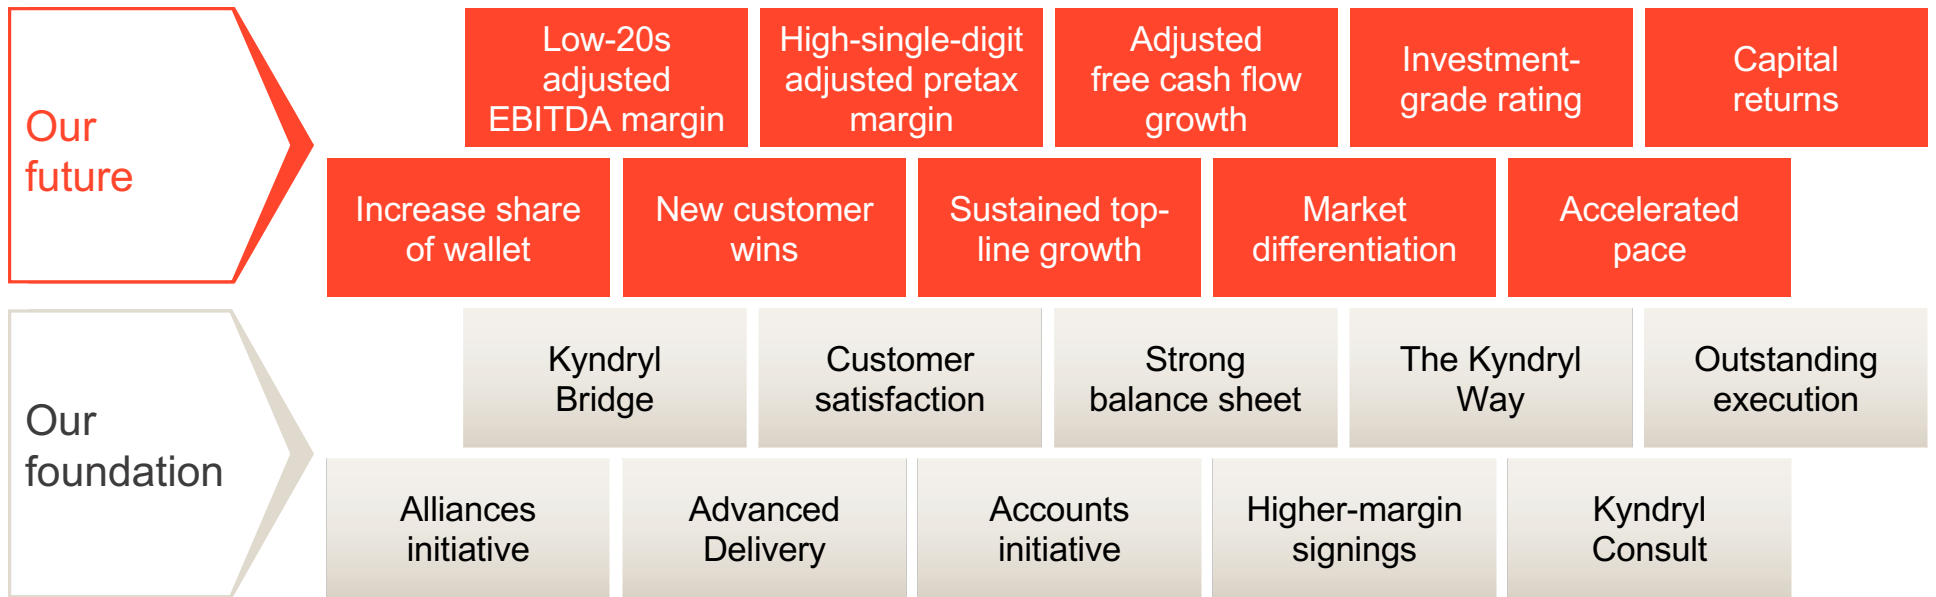 Our
future
Low-20s
adjusted
EBITDA margin
High-single-digit
adjusted pretax
margin
Adjusted
free cash flow
growth
Investment-
grade rating
Capital
returns
Increase share
of wallet
New customer
wins
Sustained top-
line growth
Market
differentiation
Accelerated
pace
Our
foundation
Kyndryl
Bridge
Customer
satisfaction
Strong
balance sheet
The Kyndryl
Way
Outstanding
execution
Alliances
initiative
Advanced
Delivery
Accounts
initiative
Higher-margin
signings
Kyndryl
Consult